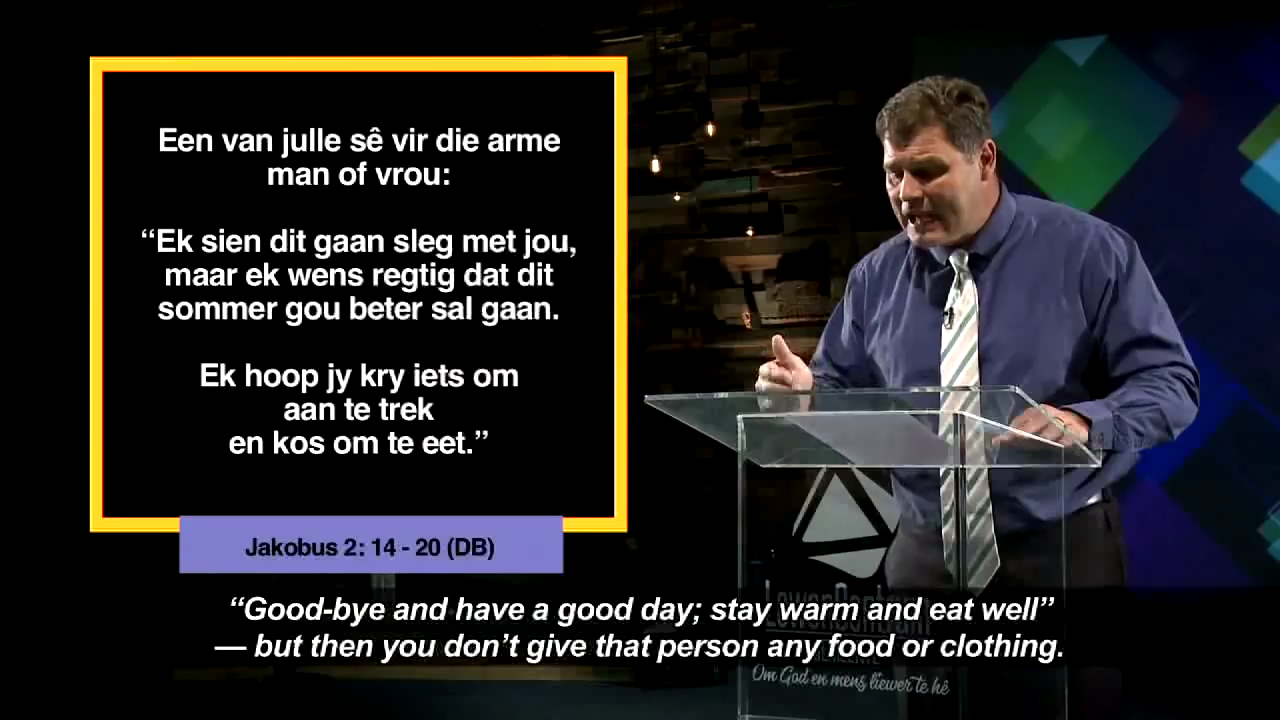 Een van julle sê vir die arme
man of vrou:
“Ek sien dit gaan sleg met jou,
maar ek wens regtig dat dit
sommer gou beter sal gaan.
Ek hoop jy kry iets om
aan te trek
en kos om te eet.”
Jakobus 2: 14 - 20 (DB)
“Good-bye and have a good day; stay warm and eat well”
— but then you don’t give that person any food or clothing.
Om God en mens liewer te hê